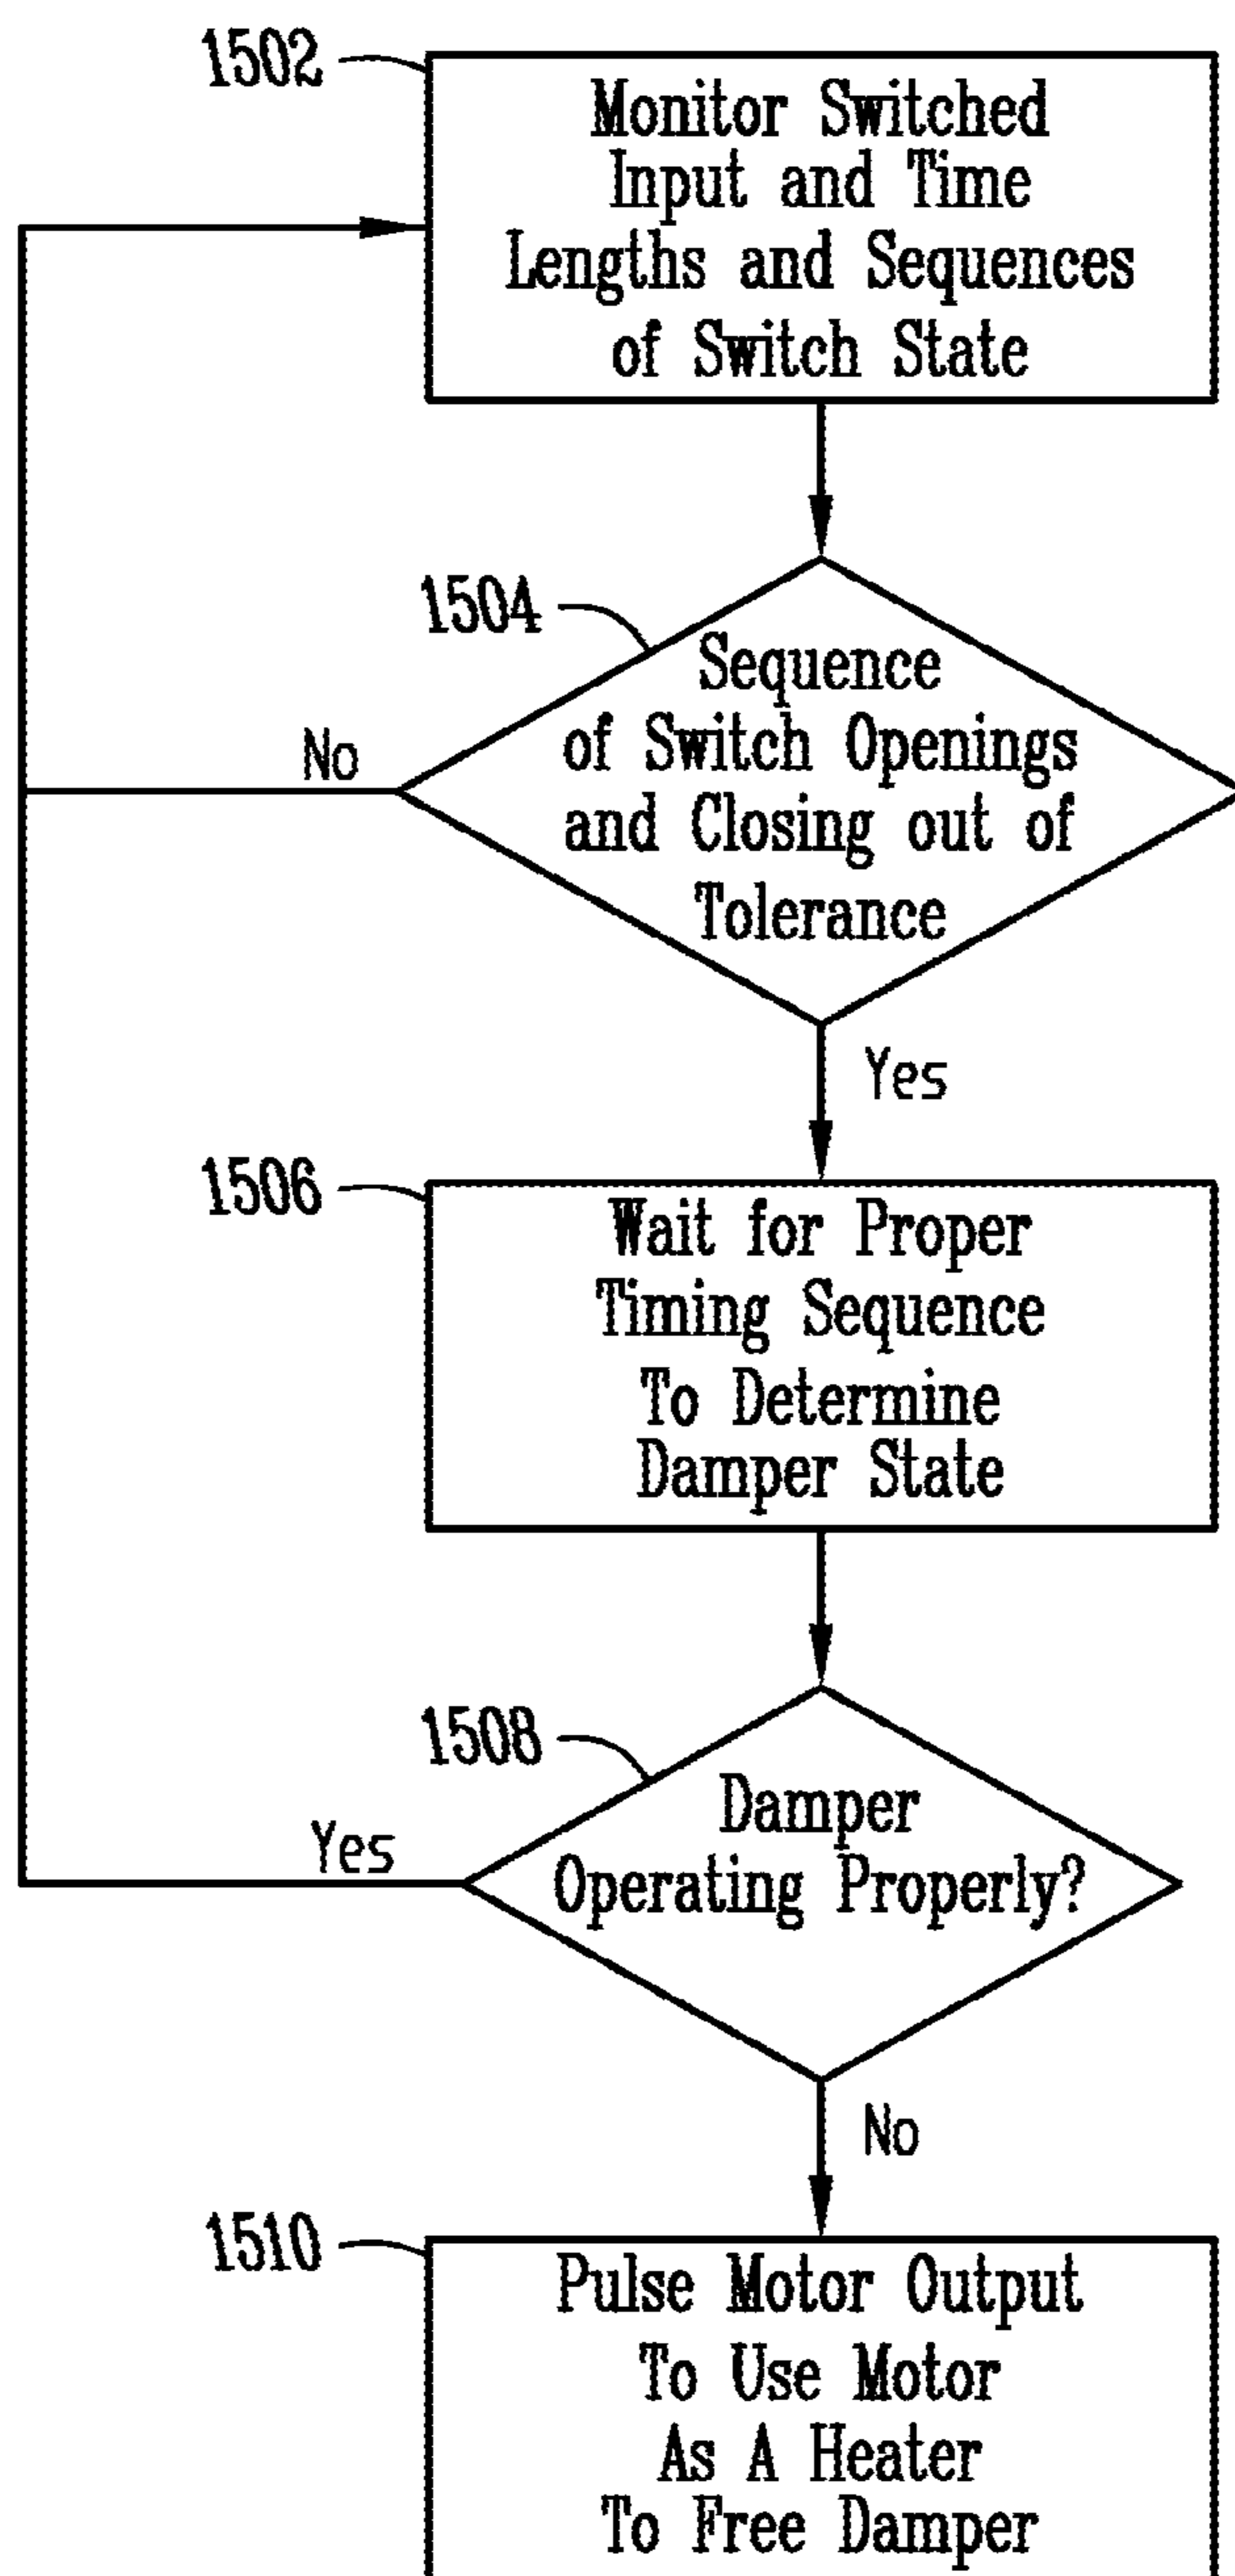 1502
Monitor Switched
Input and Time
Lengths and Sequences
of Switch State
1504
Sequence
of Switch Openings
and Closing out of
Tolerance
No
Yes
1506
Wait for Proper
Timing Sequence
To Determine
Damper State
1508
Damper
Operating Properly?
Yes
No
1510
Pulse Motor Output
To Use Motor
As A Heater
To Free Damper